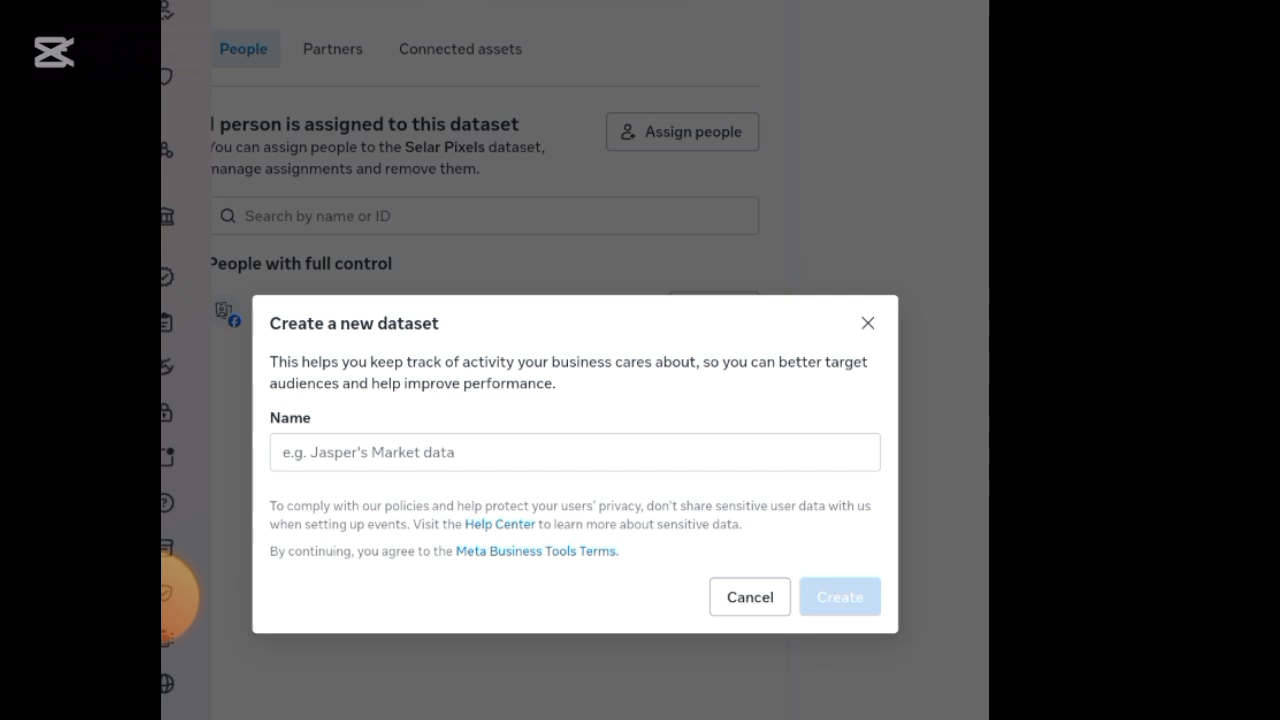 People Partners Connected assets
person is assigned to this dataset
Assign people
You can assign people to the Selar Pixels dataset,
manage assignments and remove them.
Search by name or ID
People with full control
Create a new dataset
This helps you keep track of activity your business cares about, so you can better target
audiences and help improve performance.
Name
e.g. Jasper's Market data
To comply with our policies and help protect your users' privacy, don't share sensitive user data with us
when setting up events. Visit the Help Center to learn more about sensitive data.
By continuing, you agree to the Meta Business Tools Terms.
Cancel Create